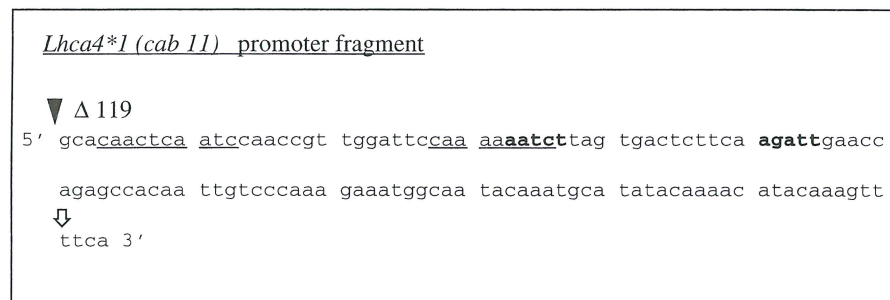 Lhca4*1 (cab 11) promoter fragment
Δ 119
5' gcacaactca atccaaccgt tggattccaa aaaatcttag tgactcttca agattgaacc
agagccacaa ttgtcccaaa gaaatggcaa tacaaatgca tatacaaaac atacaaagtt
ttca 3'